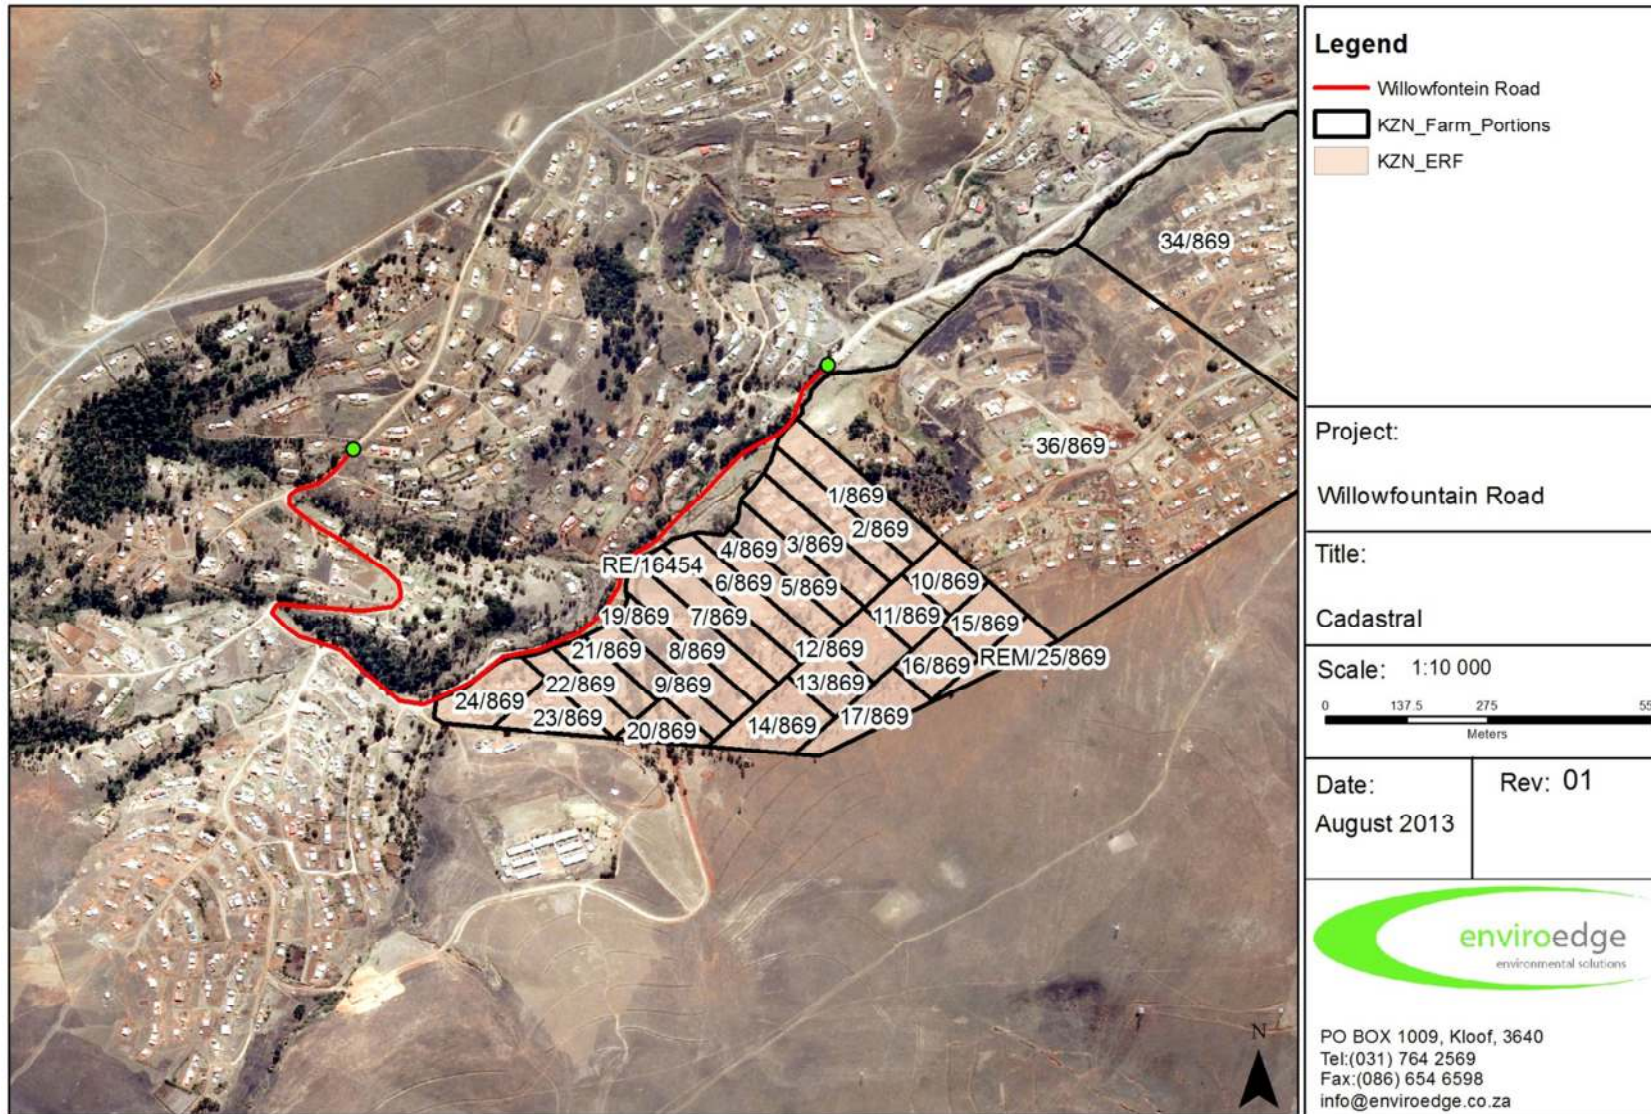 34/869
36/869
1/869
2/869
3/869
4/869
5/869
6/869
RE/16454
10/869
11/869
7/869
19/869
15/869
12/869
21/869
8/869
REM/25/869
16/869
13/869
22/869
9/869
24/869
17/869
23/869
14/869
20/869
N
Legend
Willowfontein Road
KZN_Farm_Portions
KZN_ERF
Project:
Willowfountain Road
Title:
Cadastral
Scale: 1:10 000
0 137.5 275 55
Meters
Date: Rev: 01
August 2013
enviroedge
environmental solutions
PO BOX 1009, Kloof, 3640
Tel:(031) 764 2569
Fax:(086) 654 6598
info@enviroedge.co.za